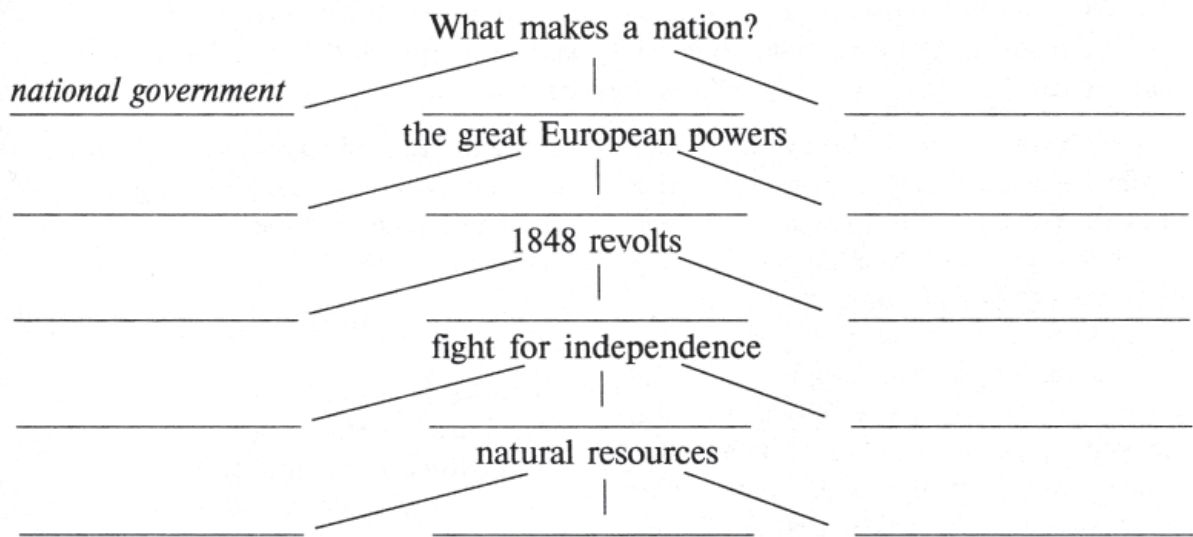 What makes a nation?
national government
the great European powers
1848 revolts
fight for independence
natural resources